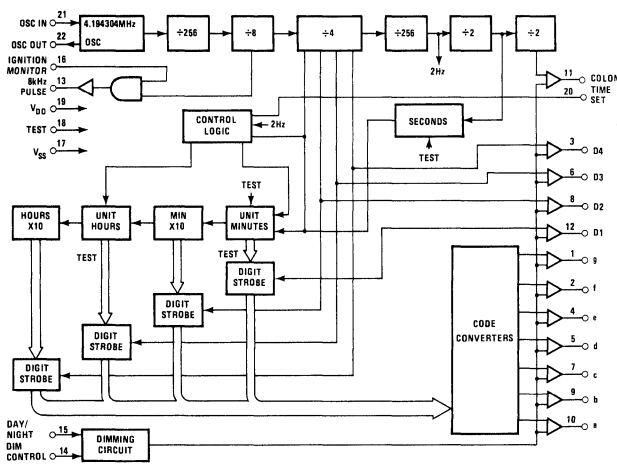 OSC IN 21
OSC OUT 22
4.194304MHz
OSC
÷256
÷8
÷4
÷256
÷2
÷2
IGNITION
MONITOR 16
8kHz
PULSE 13
VDD 19
TEST 18
VSS 17
2Hz
11 COLON
20 TIME
SET
CONTROL
LOGIC
2Hz
SECONDS
TEST
3 D4
6 D3
8 D2
12 D1
TEST
HOURS
X10
UNIT
HOURS
MIN
X10
UNIT
MINUTES
TEST
TEST
DIGIT
STROBE
DIGIT
STROBE
DIGIT
STROBE
DIGIT
STROBE
CODE
CONVERTERS
1 g
2 f
4 e
5 d
7 c
9 b
10 a
DAY/
NIGHT 15
DIM
CONTROL 14
DIMMING
CIRCUIT